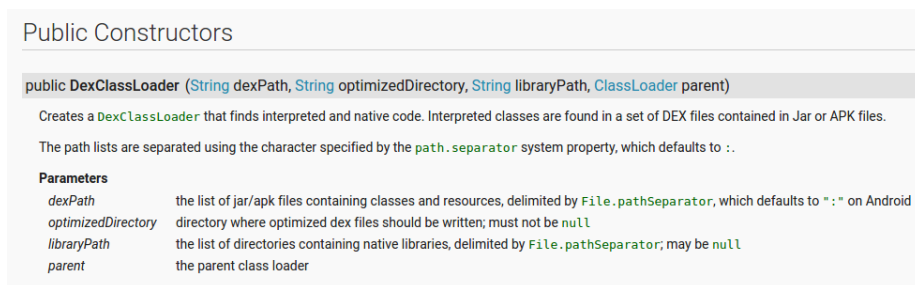 Public Constructors
public DexClassLoader (String dexPath, String optimizedDirectory, String libraryPath, ClassLoader parent)
Creates a DexClassLoader that finds interpreted and native code. Interpreted classes are found in a set of DEX files contained in Jar or APK files.
The path lists are separated using the character specified by the path.separator system property, which defaults to :.
Parameters
dexPath the list of jar/apk files containing classes and resources, delimited by File.pathSeparator, which defaults to ":" on Android
optimizedDirectory directory where optimized dex files should be written; must not be null
libraryPath the list of directories containing native libraries, delimited by File.pathSeparator; may be null
parent the parent class loader